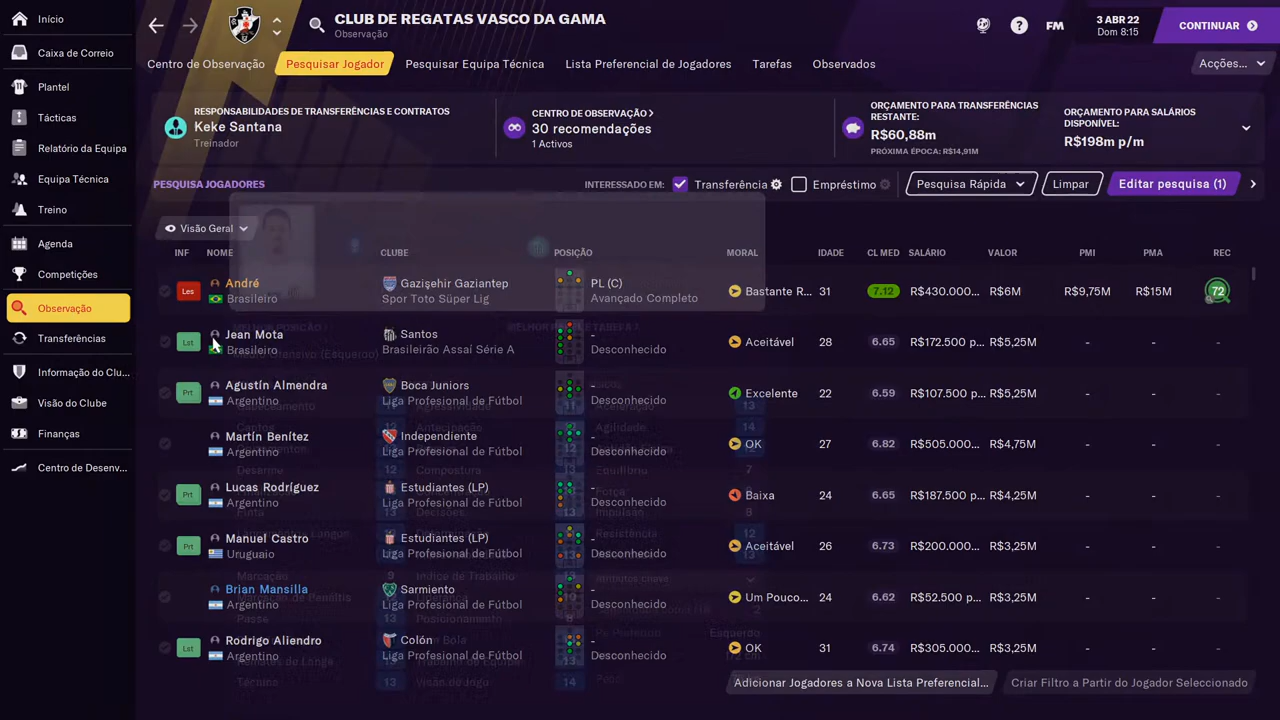 Início
Caixa de Correio
Plantel
Tácticas
Relatório da Equipa
Equipa Técnica
Treino
Agenda
Competições
Observação
Transferências
Informação do Clu...
Visão do Clube
Finanças
Centro de Desenv...
CLUB DE REGATAS VASCO DA GAMA
Observação
FM
3 ABR 22
Dom 8:15
CONTINUAR
Centro de Observação
Pesquisar Jogador
Pesquisar Equipa Técnica
Lista Preferencial de Jogadores
Tarefas
Observados
Acções...
RESPONSABILIDADES DE TRANSFERÊNCIAS E CONTRATOS
Keke Santana
Treinador
CENTRO DE OBSERVAÇÃO >
30 recomendações
1 Activos
ORÇAMENTO PARA TRANSFERÊNCIAS
RESTANTE:
R$60,88m
PRÓXIMA ÉPOCA: R$14,91M
ORÇAMENTO PARA SALÁRIOS
DISPONÍVEL:
R$198m p/m
PESQUISA JOGADORES
INTERESSADO EM:
Transferência
Empréstimo
Pesquisa Rápida
Limpar
Editar pesquisa (1)
Visão Geral
INF NOME CLUBE POSIÇÃO MORAL IDADE CL MED SALÁRIO VALOR PMI PMA REC
Les André Gazişehir Gaziantep PL (C) Bastante R... 31 7.12 R$430.000... R$6M R$9,75M R$15M 72
Brasileiro Spor Toto Süper Lig Avançado Completo
Lst Jean Mota Santos - Aceitável 28 6.65 R$172.500 p... R$5,25M - - -
Brasileiro Brasileirão Assaí Série A Desconhecido
Prt Agustín Almendra Boca Juniors - Excelente 22 6.59 R$107.500 p... R$5,25M - - -
Argentino Liga Profesional de Fútbol Desconhecido
Martín Benítez Independiente - OK 27 6.82 R$505.000... R$4,75M - - -
Argentino Liga Profesional de Fútbol Desconhecido
Prt Lucas Rodríguez Estudiantes (LP) - Baixa 24 6.65 R$187.500 p... R$4,25M - - -
Argentino Liga Profesional de Fútbol Desconhecido
Prt Manuel Castro Estudiantes (LP) - Aceitável 26 6.73 R$200.000... R$3,25M - - -
Uruguaio Liga Profesional de Fútbol Desconhecido
Brian Mansilla Sarmiento - Um Pouco... 24 6.62 R$52.500 p... R$3,25M - - -
Argentino Liga Profesional de Fútbol Desconhecido
Lst Rodrigo Aliendro Colón - OK 31 6.74 R$305.000... R$3,25M - - -
Argentino Liga Profesional de Fútbol Desconhecido
Adicionar Jogadores a Nova Lista Preferencial...
Criar Filtro a Partir do Jogador Seleccionado